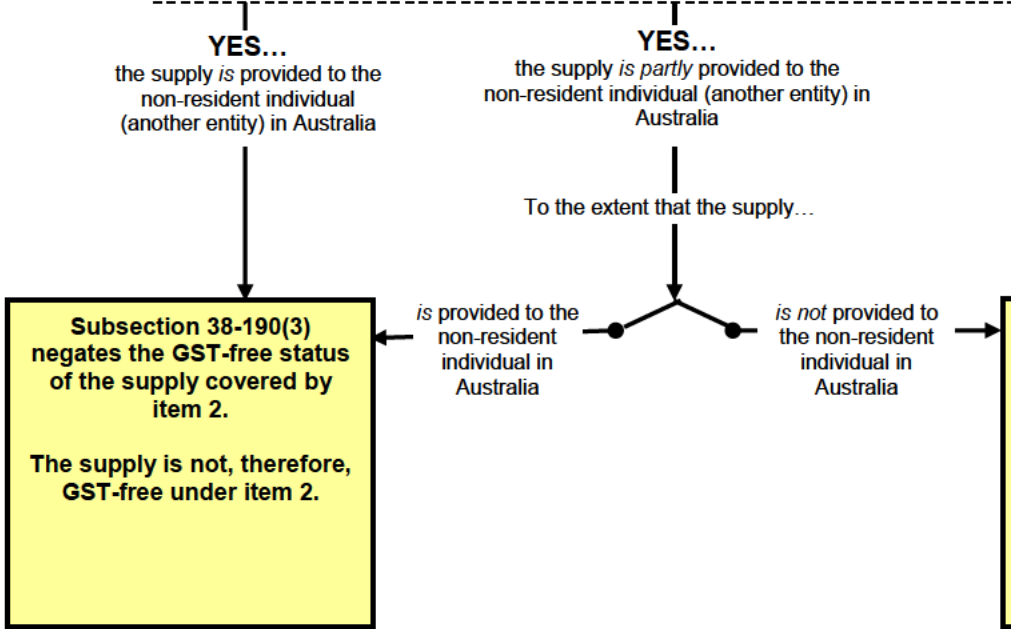 YES…
the supply is provided to the
non-resident individual
(another entity) in Australia
YES…
the supply is partly provided to the
non-resident individual (another entity) in
Australia
To the extent that the supply…
is provided to the
non-resident
individual in
Australia
is not provided to
the non-resident
individual in
Australia
Subsection 38-190(3)
negates the GST-free status
of the supply covered by
item 2.
The supply is not, therefore,
GST-free under item 2.